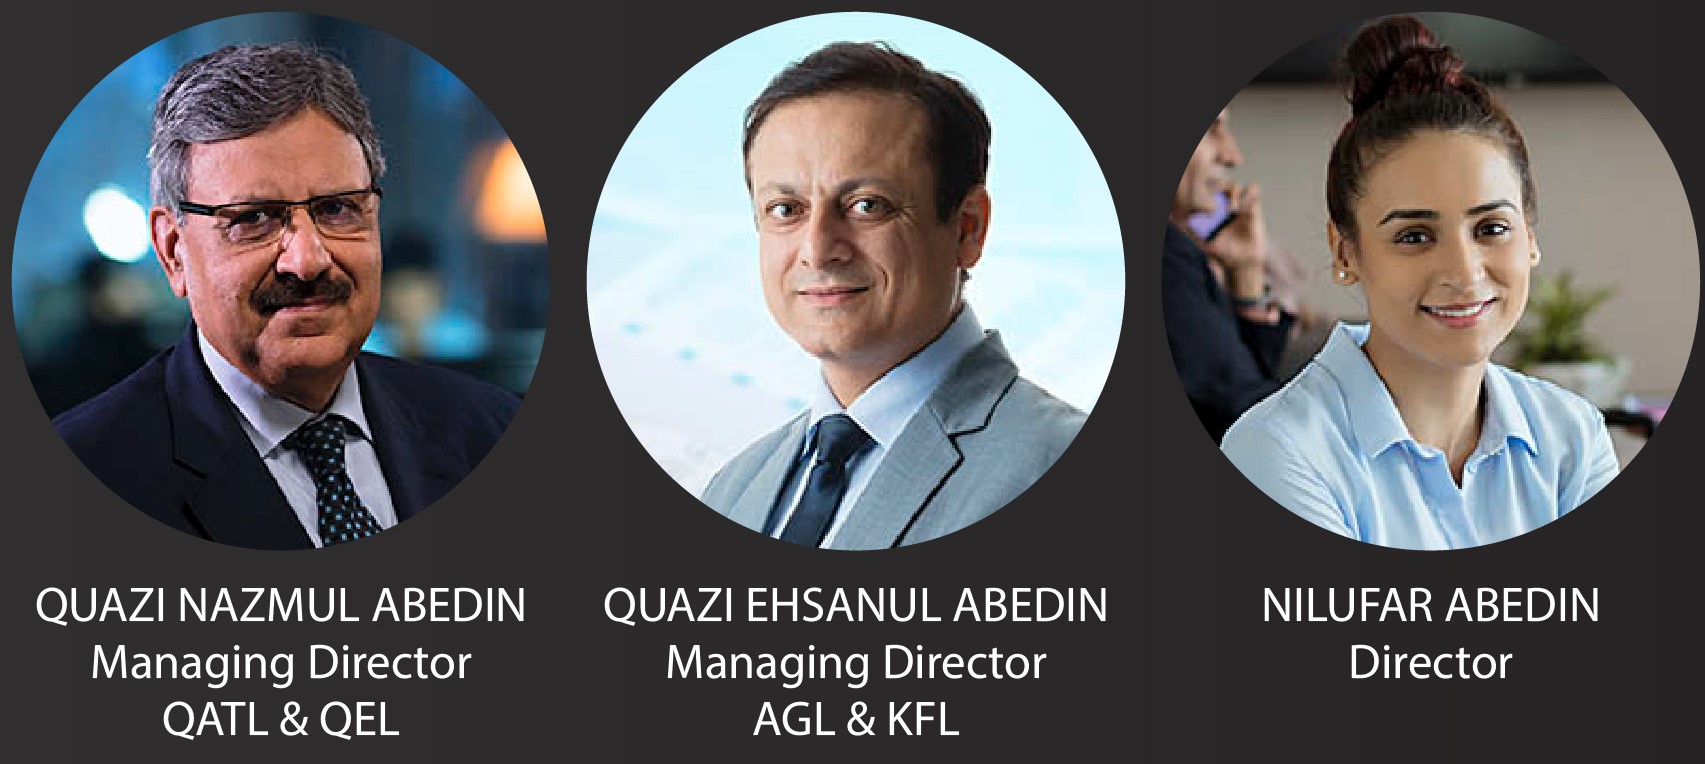 QUAZI NAZMUL ABEDIN
Managing Director
QATL & QEL
QUAZI EHSANUL ABEDIN
Managing Director
AGL & KFL
NILUFAR ABEDIN
Director